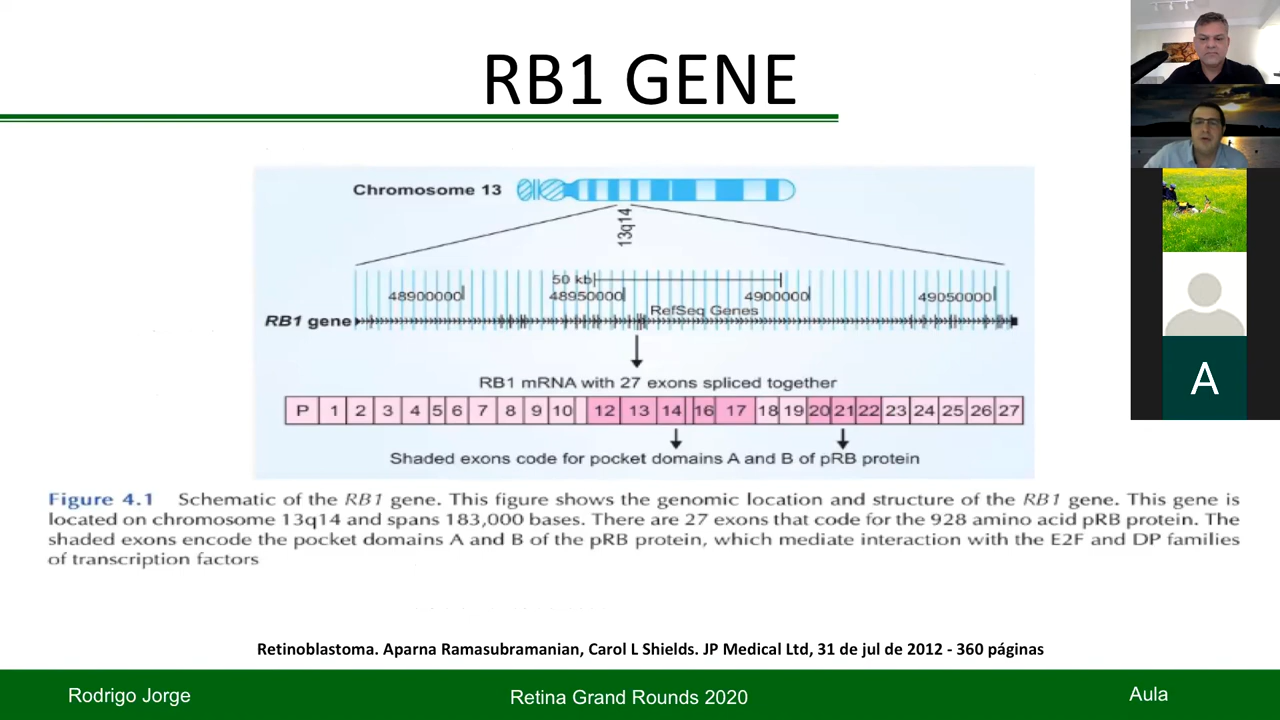 RB1 GENE
Chromosome 13
13q14
50 kb
48900000
48950000
4900000
49050000
RefSeq Genes
RB1 gene
RB1 mRNA with 27 exons spliced together
P 1 2 3 4 5 6 7 8 9 10 12 13 14 16 17 18 19 20 21 22 23 24 25 26 27
Shaded exons code for pocket domains A and B of pRB protein
Figure 4.1 Schematic of the RB1 gene. This figure shows the genomic location and structure of the RB1 gene. This gene is
located on chromosome 13q14 and spans 183,000 bases. There are 27 exons that code for the 928 amino acid pRB protein. The
shaded exons encode the pocket domains A and B of the pRB protein, which mediate interaction with the E2F and DP families
of transcription factors
Retinoblastoma. Aparna Ramasubramanian, Carol L Shields. JP Medical Ltd, 31 de jul de 2012 - 360 páginas
Rodrigo Jorge
Retina Grand Rounds 2020
Aula
A